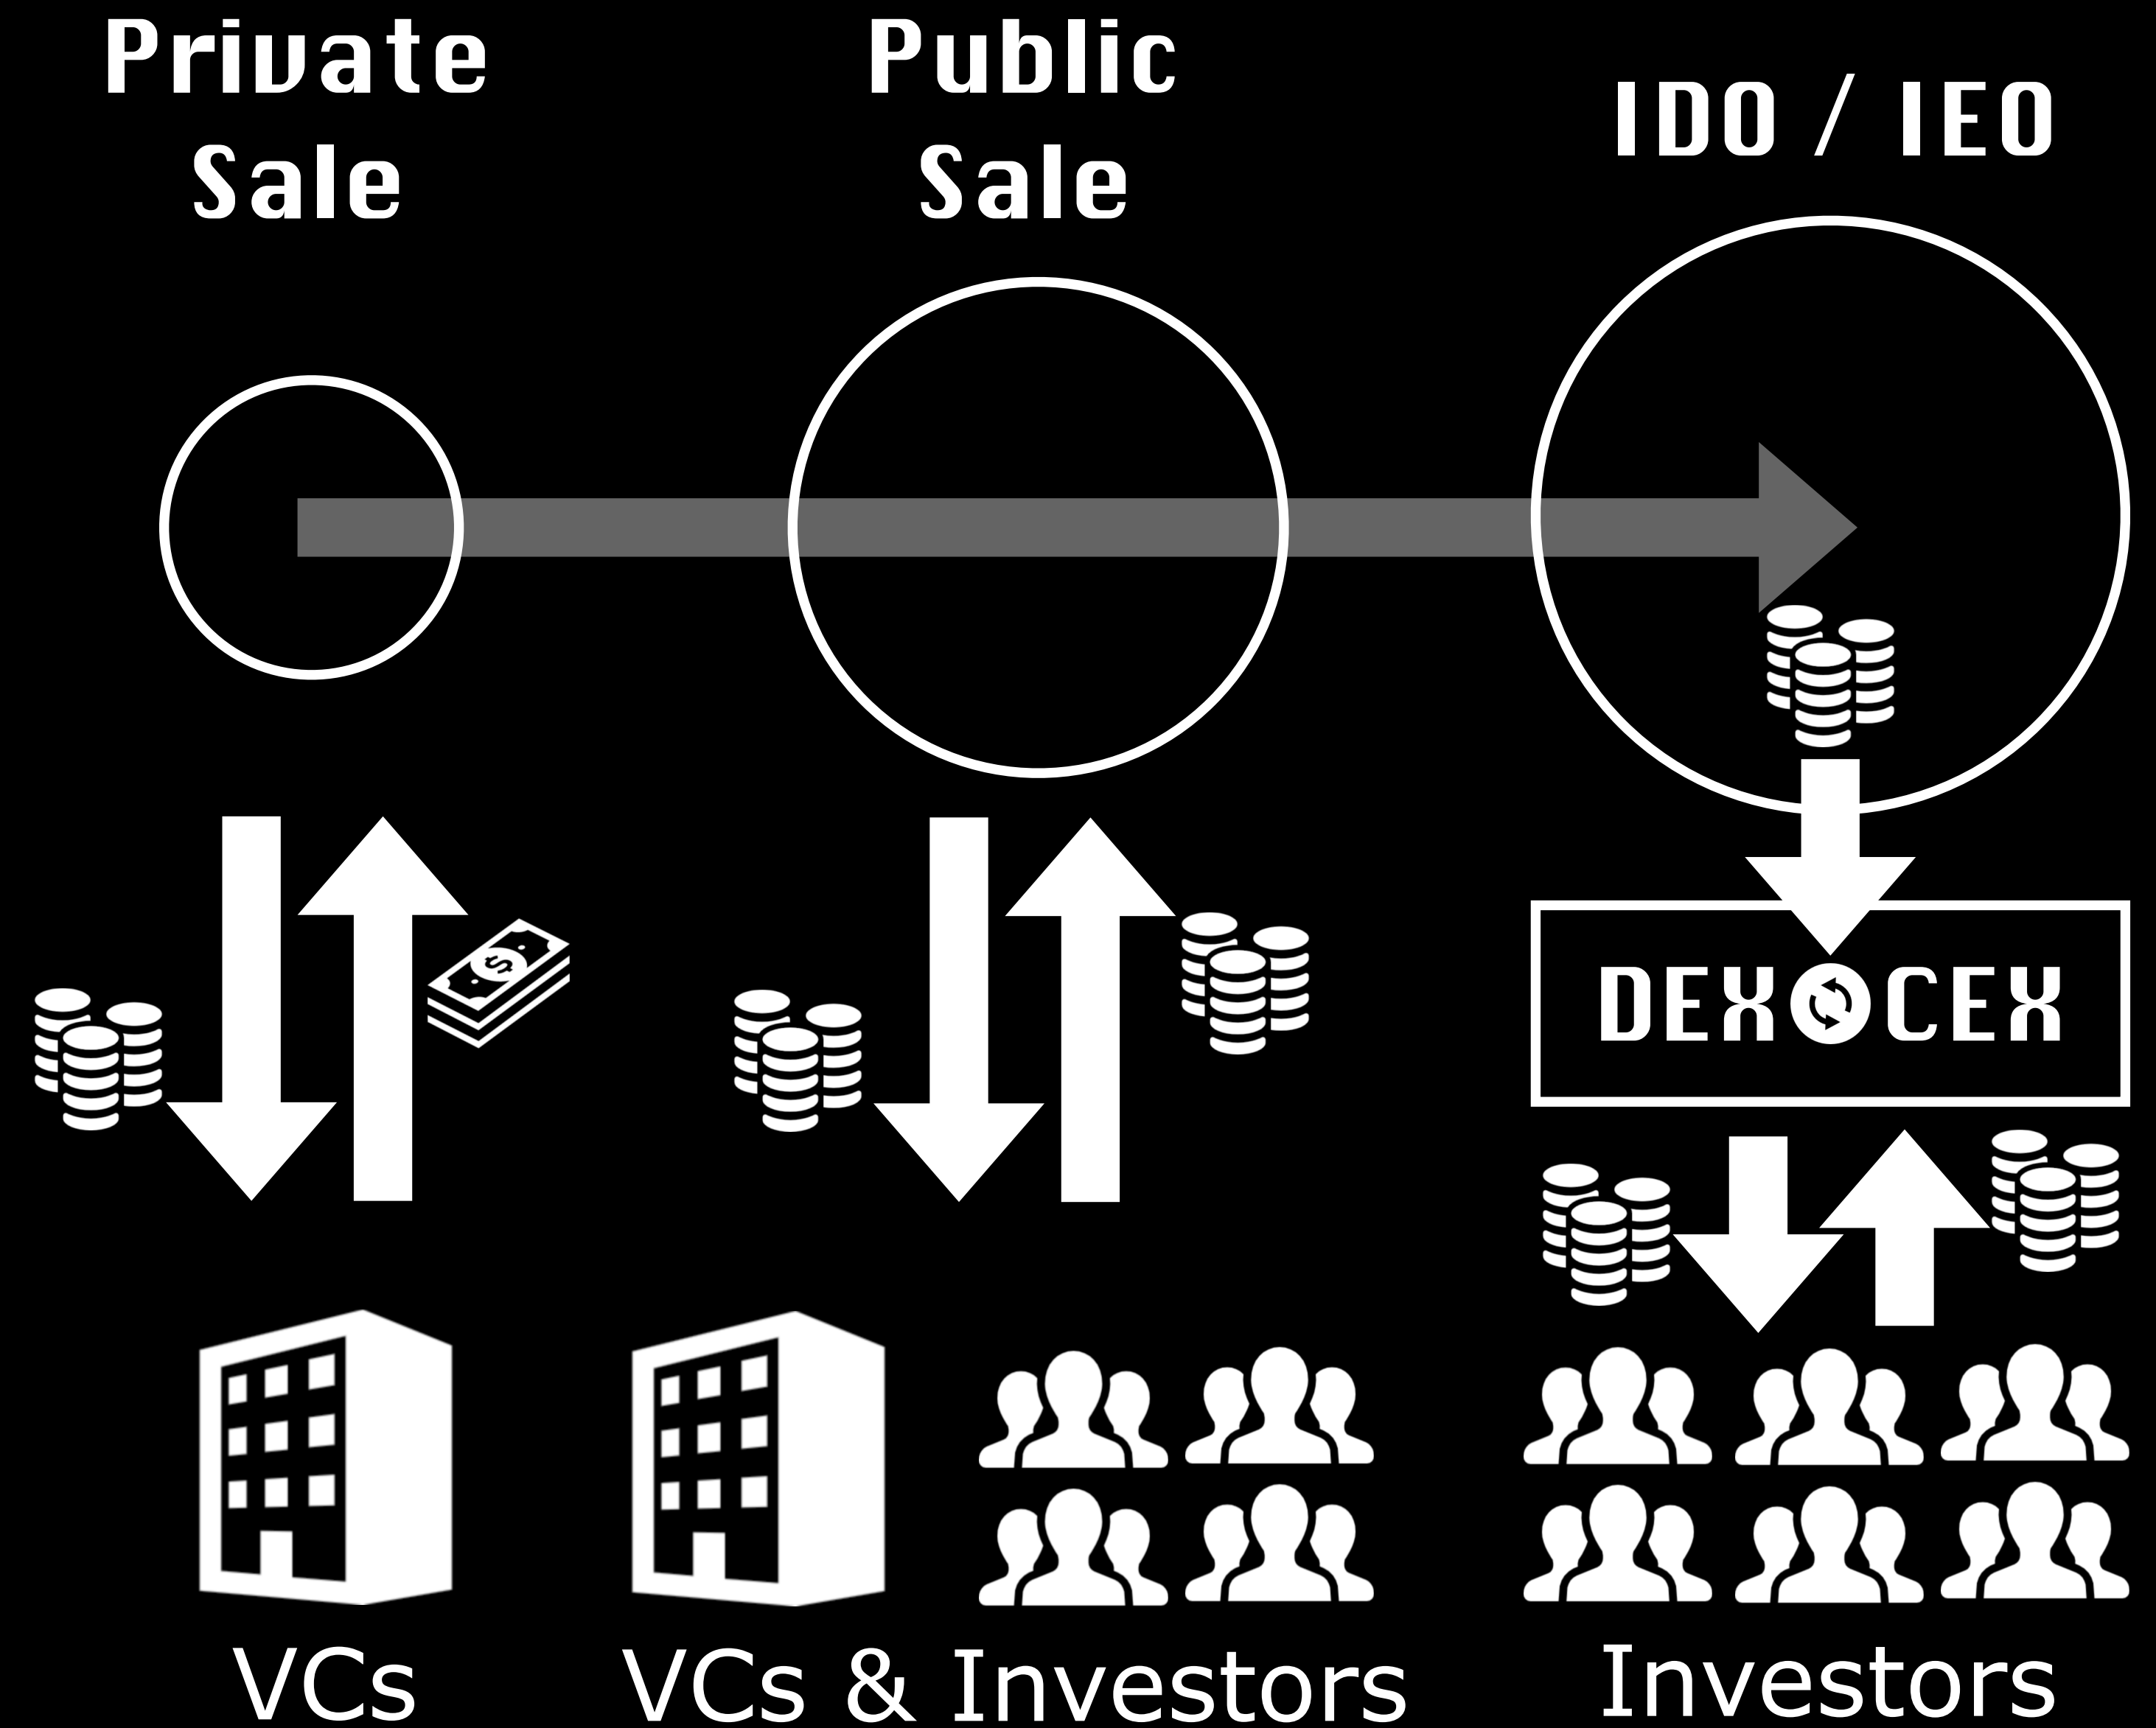 Private
Sale
Public
Sale
IDO / IEO
DEX CEX
$
VCs
VCs & Investors
Investors